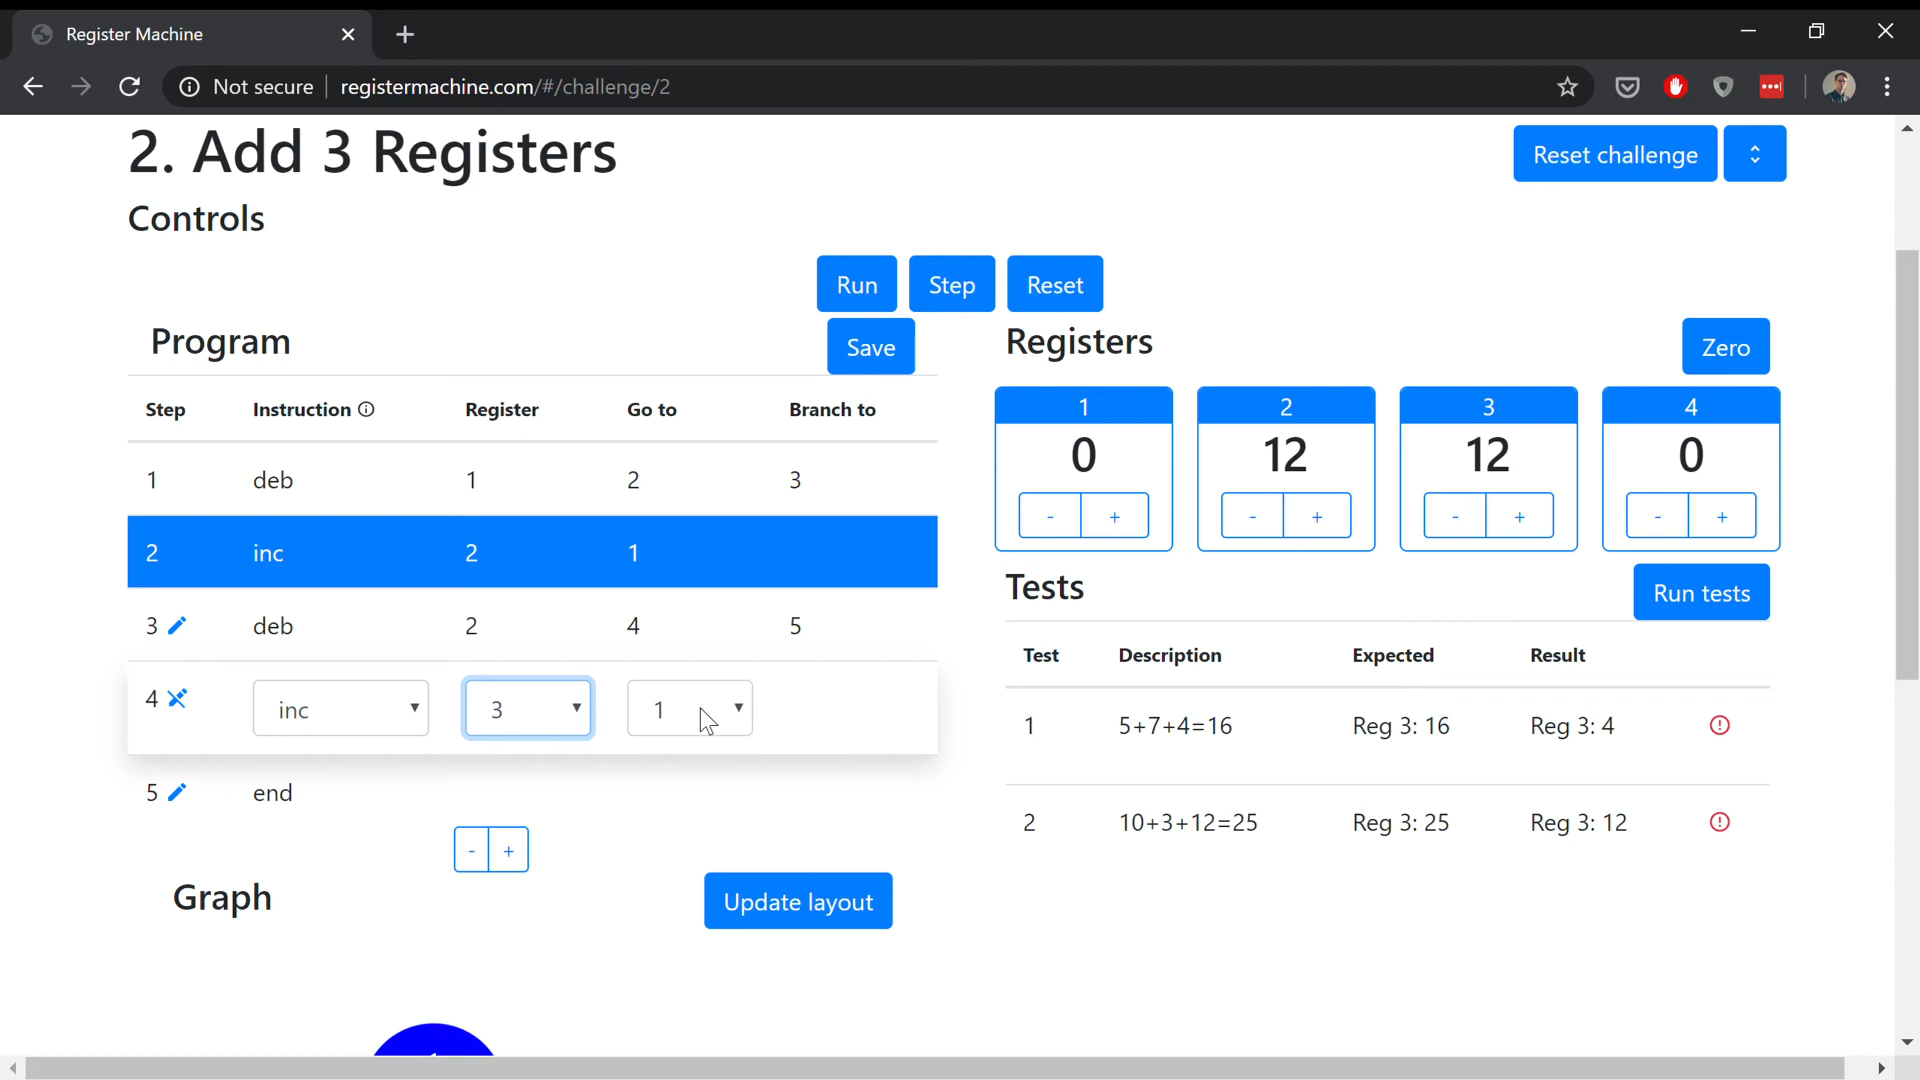 Register Machine
Not secure registermachine.com/#/challenge/2
2. Add 3 Registers
Reset challenge
Controls
Run Step Reset
Program
Save
Step Instruction Register Go to Branch to
1 deb 1 2 3
2 inc 2 1
3 deb 2 4 5
4 inc 3 1
5 end
- +
Graph
Update layout
Registers
Zero
1 2 3 4
0 12 12 0
- + - + - + - +
Tests
Run tests
Test Description Expected Result
1 5+7+4=16 Reg 3: 16 Reg 3: 4
2 10+3+12=25 Reg 3: 25 Reg 3: 12